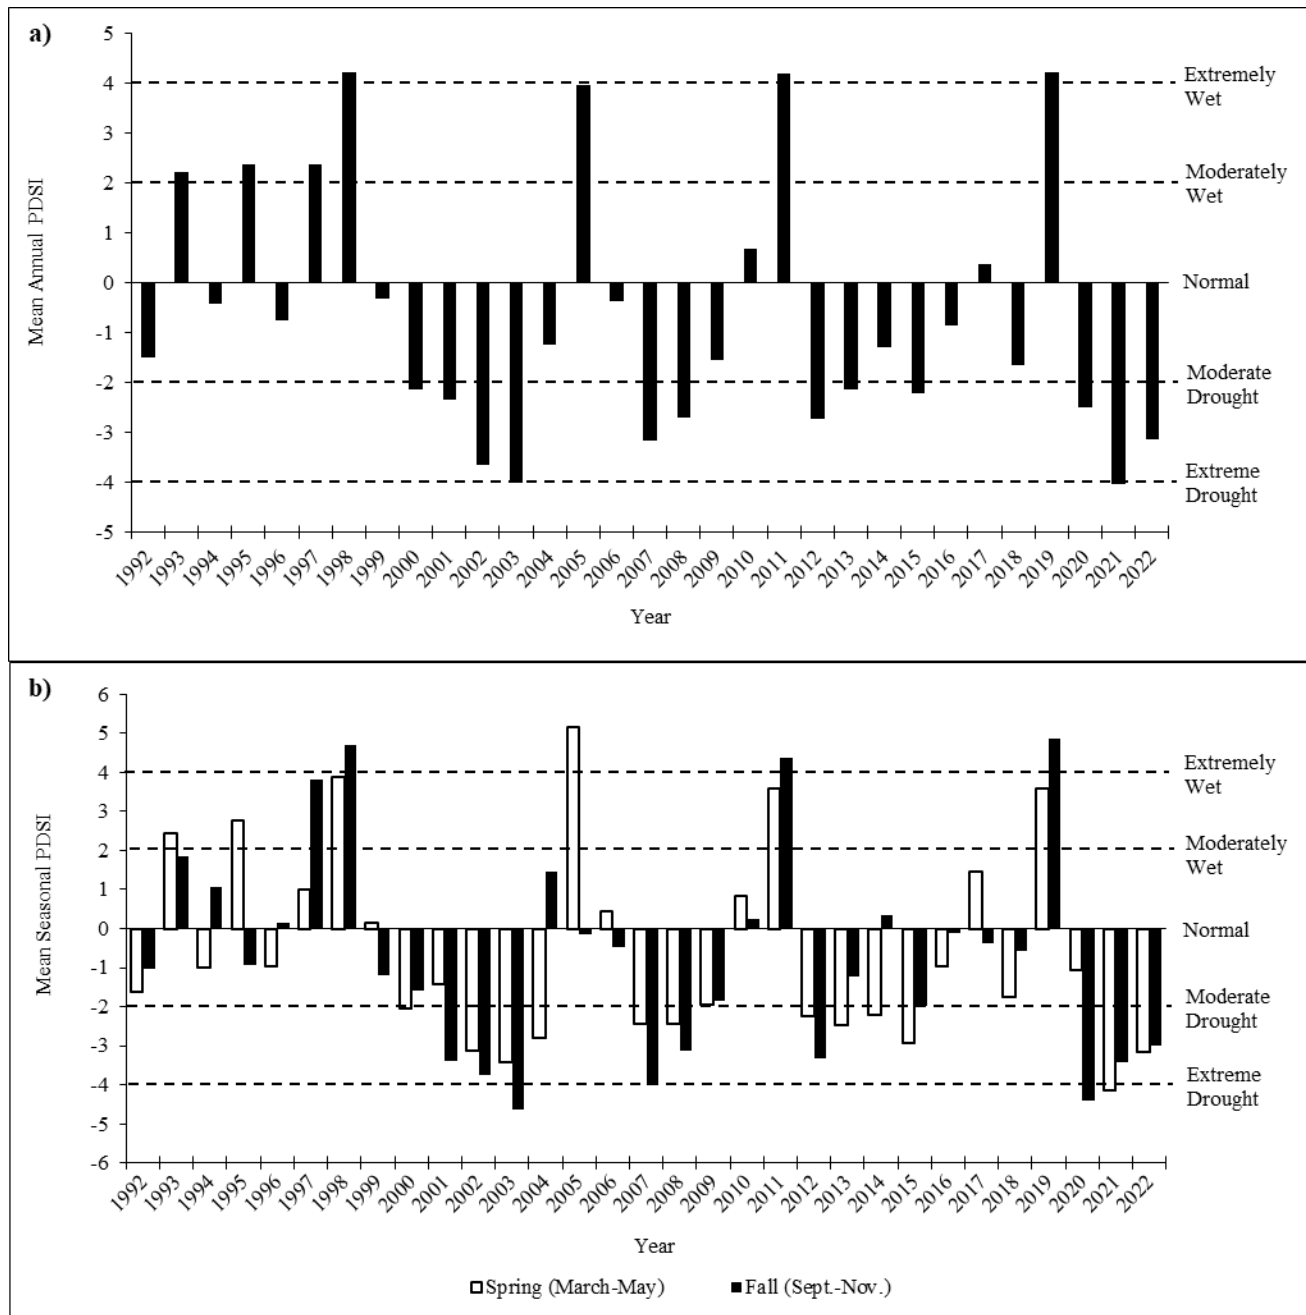 a)
5
4
3
2
1
0
-1
-2
-3
-4
-5
Mean Annual PDSI
Extremely
Wet
Moderately
Wet
Normal
Moderate
Drought
Extreme
Drought
1992 1993 1994 1995 1996 1997 1998 1999 2000 2001 2002 2003 2004 2005 2006 2007 2008 2009 2010 2011 2012 2013 2014 2015 2016 2017 2018 2019 2020 2021 2022
Year
b)
6
5
4
3
2
1
0
-1
-2
-3
-4
-5
-6
Mean Seasonal PDSI
Extremely
Wet
Moderately
Wet
Normal
Moderate
Drought
Extreme
Drought
1992 1993 1994 1995 1996 1997 1998 1999 2000 2001 2002 2003 2004 2005 2006 2007 2008 2009 2010 2011 2012 2013 2014 2015 2016 2017 2018 2019 2020 2021 2022
Year
Spring (March-May) Fall (Sept.-Nov.)